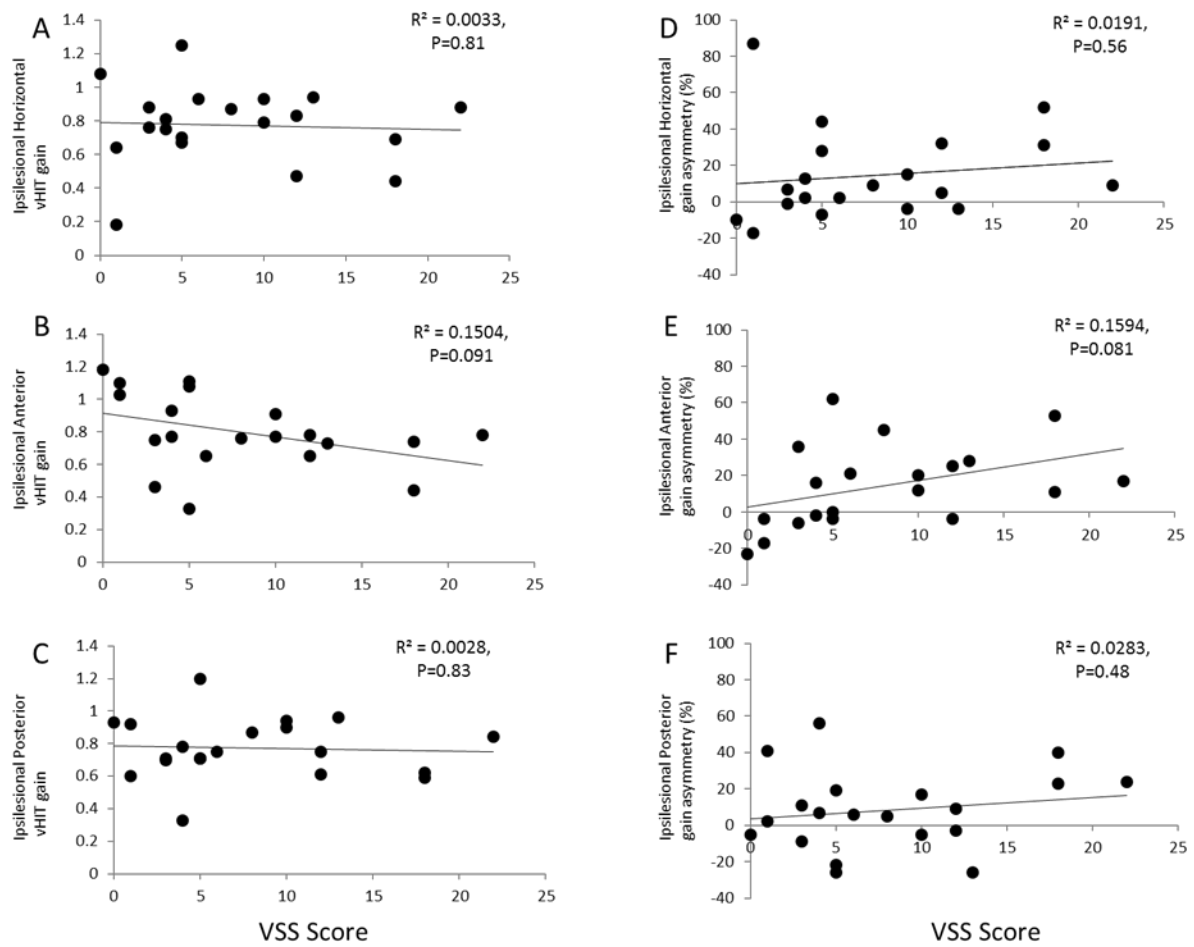 A
R² = 0.0033,
P=0.81
Ipsilesional Horizontal
vHIT gain
1.4
1.2
1
0.8
0.6
0.4
0.2
0
0
5
10
15
20
25
D
R² = 0.0191,
P=0.56
Ipsilesional Horizontal
gain asymmetry (%)
100
80
60
40
20
0
-20
-40
0
5
10
15
20
25
B
R² = 0.1504,
P=0.091
Ipsilesional Anterior
vHIT gain
1.4
1.2
1
0.8
0.6
0.4
0.2
0
0
5
10
15
20
25
E
R² = 0.1594,
P=0.081
Ipsilesional Anterior
gain asymmetry (%)
100
80
60
40
20
0
-20
-40
0
5
10
15
20
25
C
R² = 0.0028,
P=0.83
Ipsilesional Posterior
vHIT gain
1.4
1.2
1
0.8
0.6
0.4
0.2
0
0
5
10
15
20
25
VSS Score
F
R² = 0.0283,
P=0.48
Ipsilesional Posterior
gain asymmetry (%)
100
80
60
40
20
0
-20
-40
0
5
10
15
20
25
VSS Score